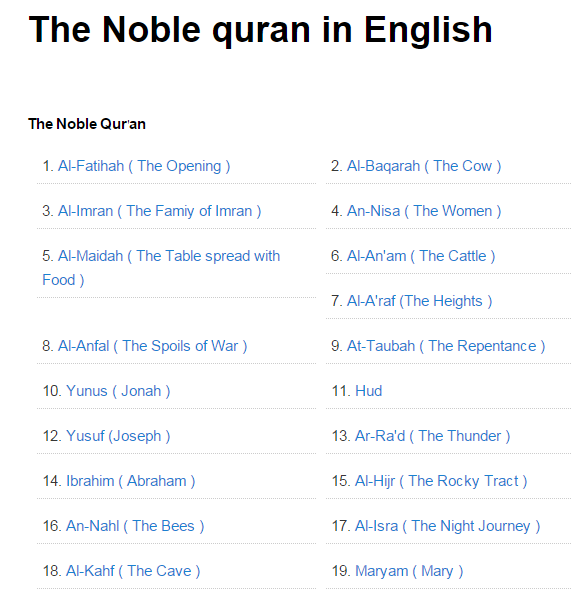 The Noble quran in English
The Noble Qur'an
1. Al-Fatihah ( The Opening )
2. Al-Baqarah ( The Cow )
3. Al-Imran ( The Famiy of Imran )
4. An-Nisa ( The Women )
5. Al-Maidah ( The Table spread with
Food )
6. Al-An'am ( The Cattle )
7. Al-A'raf (The Heights )
8. Al-Anfal ( The Spoils of War )
9. At-Taubah ( The Repentance )
10. Yunus ( Jonah )
11. Hud
12. Yusuf (Joseph )
13. Ar-Ra'd ( The Thunder )
14. Ibrahim ( Abraham )
15. Al-Hijr ( The Rocky Tract )
16. An-Nahl ( The Bees )
17. Al-Isra ( The Night Journey )
18. Al-Kahf ( The Cave )
19. Maryam ( Mary )